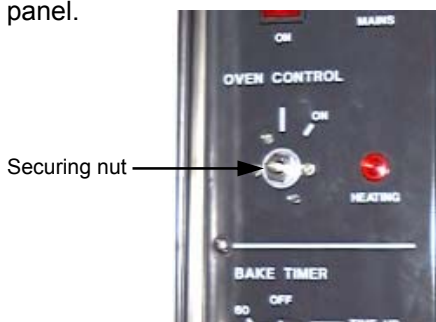 panel.
ON
MAINS
OVEN CONTROL
ON
Securing nut
HEATING
BAKE TIMER
OFF
60